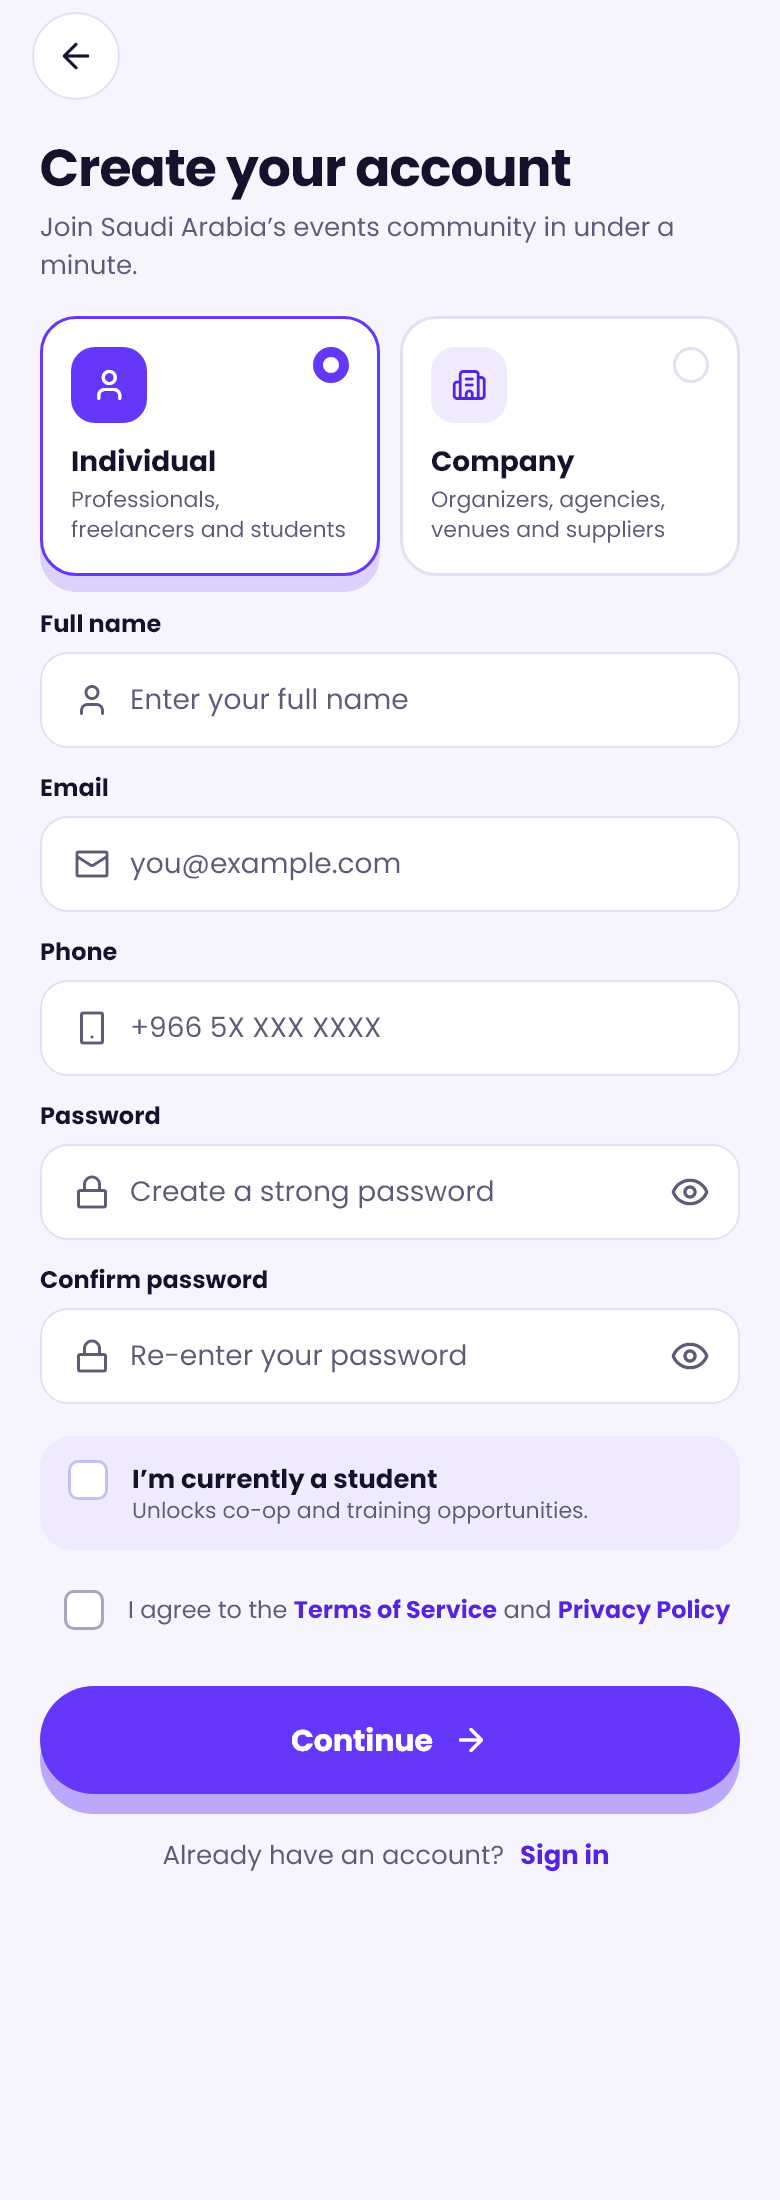 Create your account
Join Saudi Arabia’s events community in under a
minute.
Individual
Professionals,
freelancers and students
Company
Organizers, agencies,
venues and suppliers
Full name
Enter your full name
Email
you@example.com
Phone
+966 5X XXX XXXX
Password
Create a strong password
Confirm password
Re-enter your password
I’m currently a student
Unlocks co-op and training opportunities.
I agree to the Terms of Service and Privacy Policy
Continue
Already have an account? Sign in